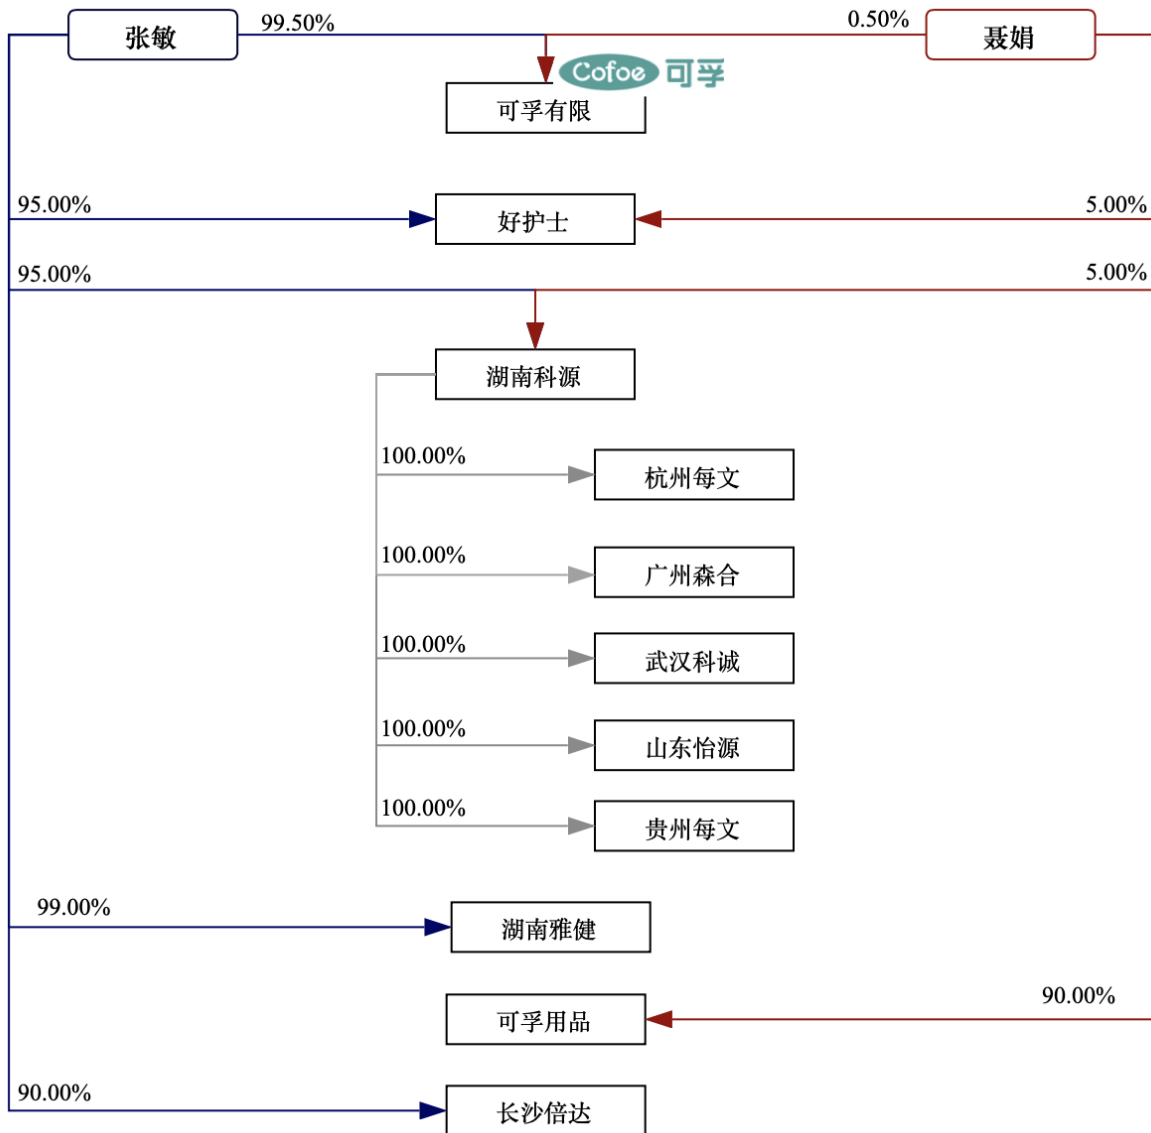 张敏
99.50%
0.50%
聂娟
Cofoe 可孚
可孚有限
95.00%
5.00%
好护士
95.00%
5.00%
湖南科源
100.00%
杭州每文
100.00%
广州森合
100.00%
武汉科诚
100.00%
山东怡源
100.00%
贵州每文
99.00%
湖南雅健
90.00%
可孚用品
90.00%
长沙倍达